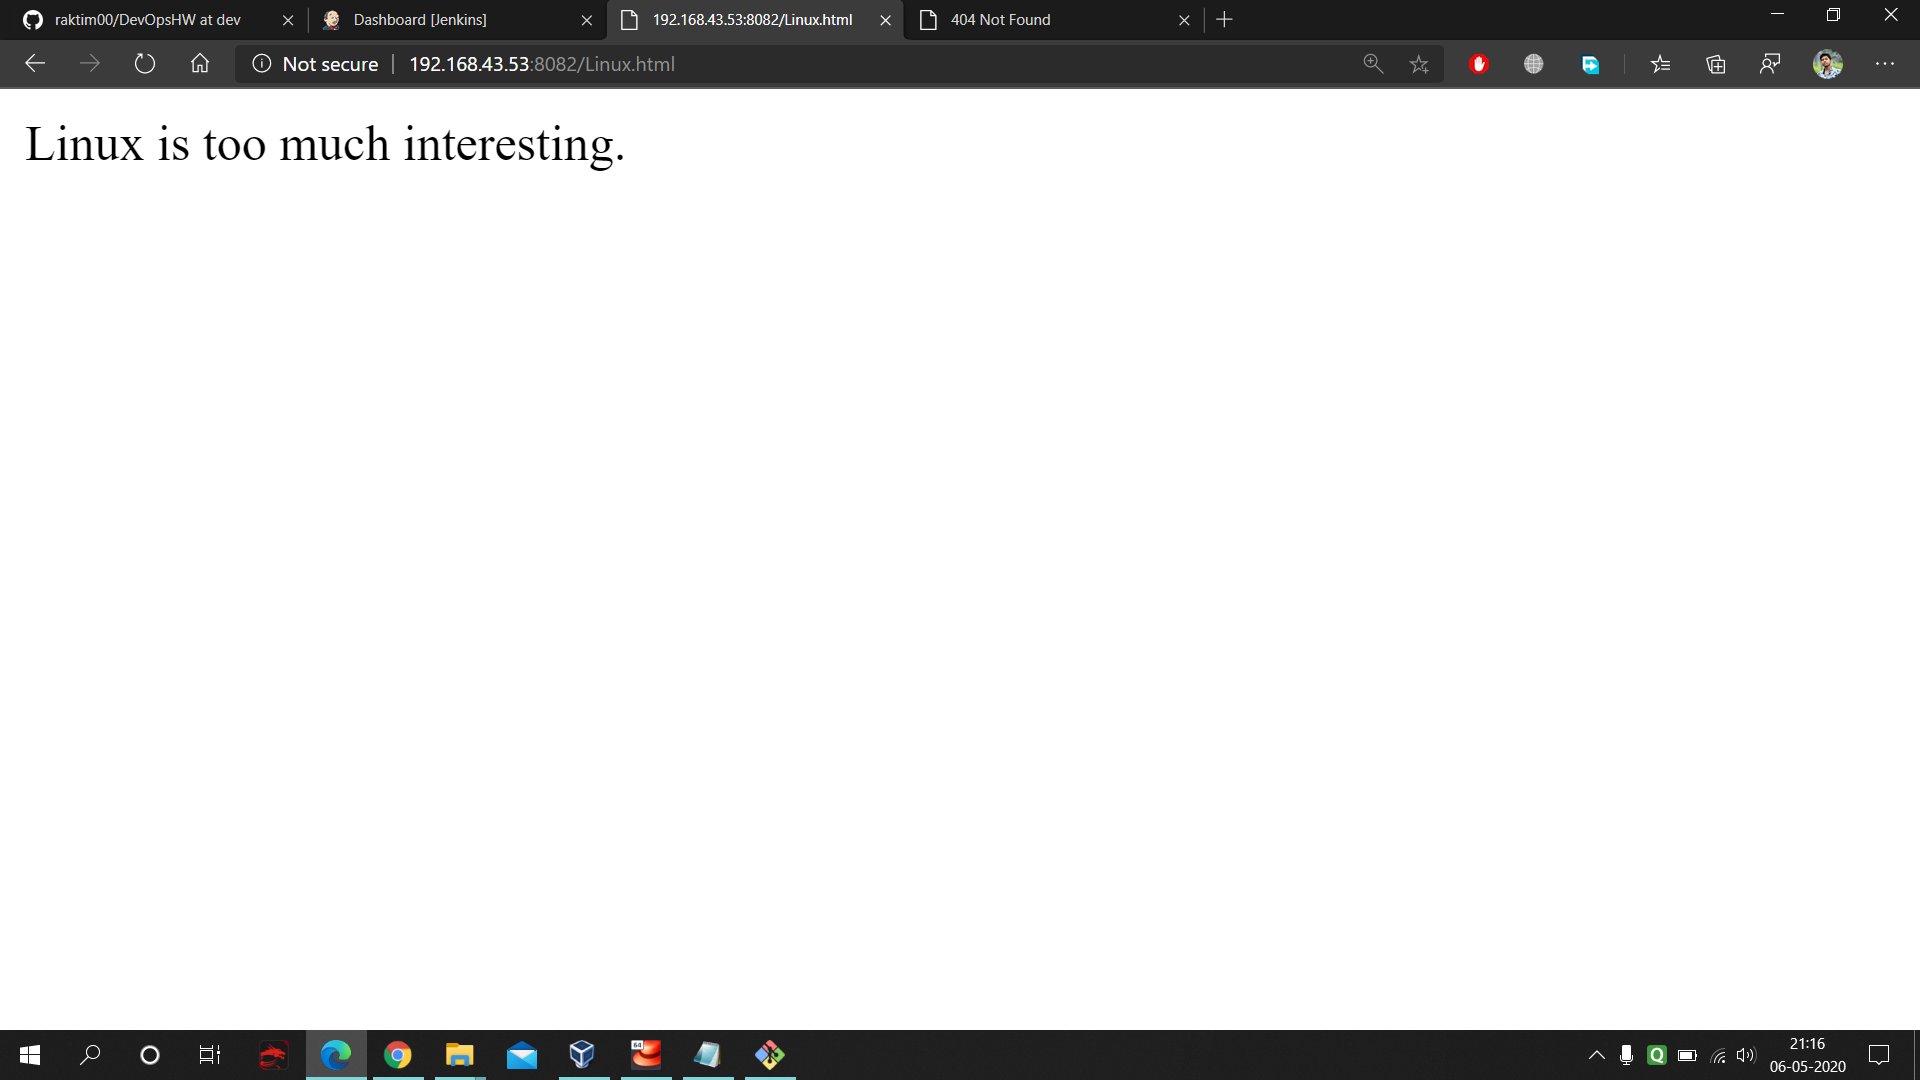 raktim00/DevOpsHW at dev
Dashboard [Jenkins]
192.168.43.53:8082/Linux.html
404 Not Found
Not secure
192.168.43.53:8082/Linux.html
Linux is too much interesting.
64
Q
21:16
06-05-2020